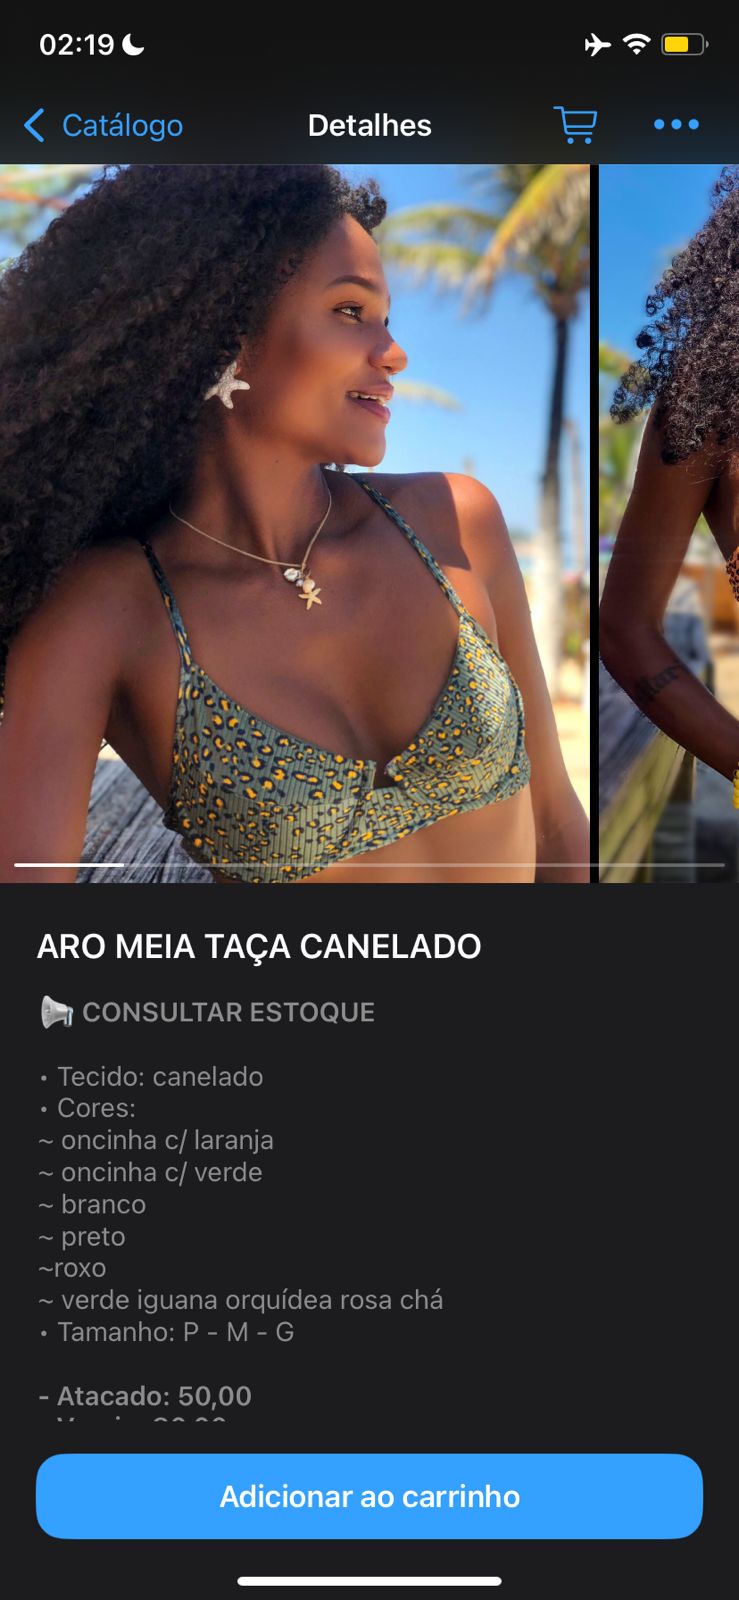 02:19
Catálogo
Detalhes
ARO MEIA TAÇA CANELADO
CONSULTAR ESTOQUE
• Tecido: canelado
• Cores:
~ oncinha c/ laranja
~ oncinha c/ verde
~ branco
~ preto
~roxo
~ verde iguana orquídea rosa chá
• Tamanho: P - M - G
- Atacado: 50,00
Adicionar ao carrinho